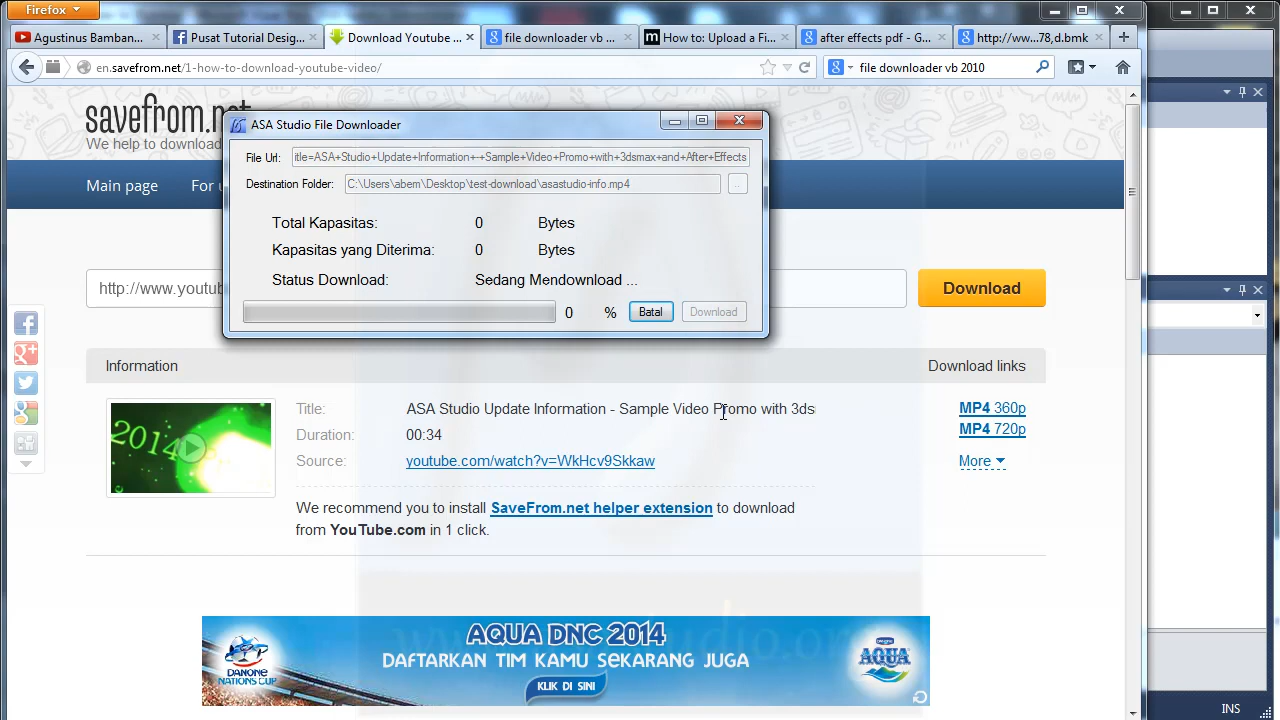 Firefox
Agustinus Bamban...
Pusat Tutorial Desig...
Download Youtube ...
file downloader vb ...
How to: Upload a Fi...
after effects pdf - G...
http://ww...78,d.bmk
en.savefrom.net/1-how-to-download-youtube-video/
file downloader vb 2010
savefrom.net
We help to download
Main page
For u
ASA Studio File Downloader
File Url:
itle=ASA+Studio+Update+Information+-+Sample+Video+Promo+with+3dsmax+and+After+Effects
Destination Folder:
C:\Users\abem\Desktop\test-download\asastudio-info.mp4
..
Total Kapasitas: 0 Bytes
Kapasitas yang Diterima: 0 Bytes
Status Download: Sedang Mendownload ...
0 % Batal Download
http://www.youtu
Download
Information
Download links
Title: ASA Studio Update Information - Sample Video Promo with 3ds
MP4 360p
Duration: 00:34
MP4 720p
Source: youtube.com/watch?v=WkHcv9Skkaw
More
2014
We recommend you to install SaveFrom.net helper extension to download
from YouTube.com in 1 click.
AQUA DNC 2014
DAFTARKAN TIM KAMU SEKARANG JUGA
KLIK DI SINI
DANONE
NATIONS CUP
AQUA
INS